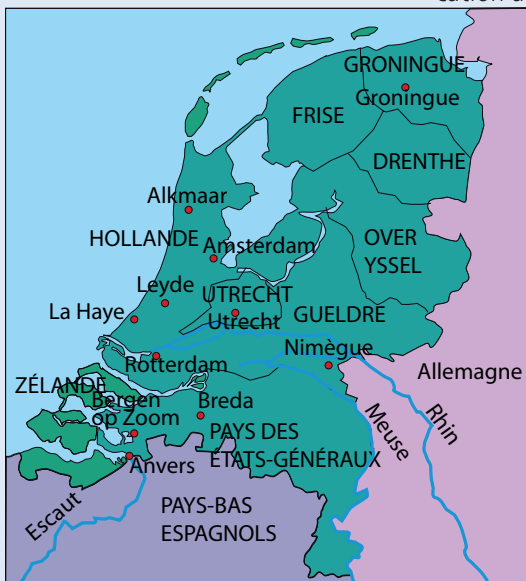 GRONINGUE
Groningue
FRISE
DRENTHE
Alkmaar
HOLLANDE
Amsterdam
OVER
YSSEL
Leyde
UTRECHT
Utrecht
GUELDRE
La Haye
Nimègue
Rotterdam
Allemagne
ZÉLANDE
Bergen
op Zoom
Breda
Meuse
Rhin
PAYS DES
ÉTATS-GÉNÉRAUX
Anvers
Escaut
PAYS-BAS
ESPAGNOLS